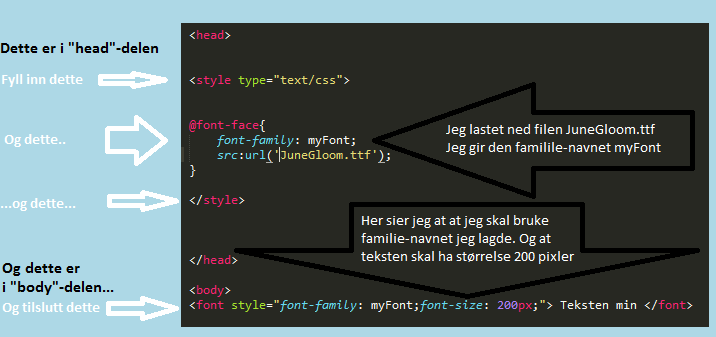 <head>
Dette er i "head"-delen
Fyll inn dette
<style type="text/css">
@font-face{
Og dette..
font-family: myFont;
src:url('JuneGloom.ttf');
}
Jeg lastet ned filen JuneGloom.ttf
Jeg gir den familile-navnet myFont
...og dette...
</style>
Her sier jeg at at jeg skal bruke
familie-navnet jeg lagde. Og at
teksten skal ha størrelse 200 pixler
</head>
Og dette er
i "body"-delen...
<body>
Og tilslutt dette
<font style="font-family: myFont;font-size: 200px;"> Teksten min </font>